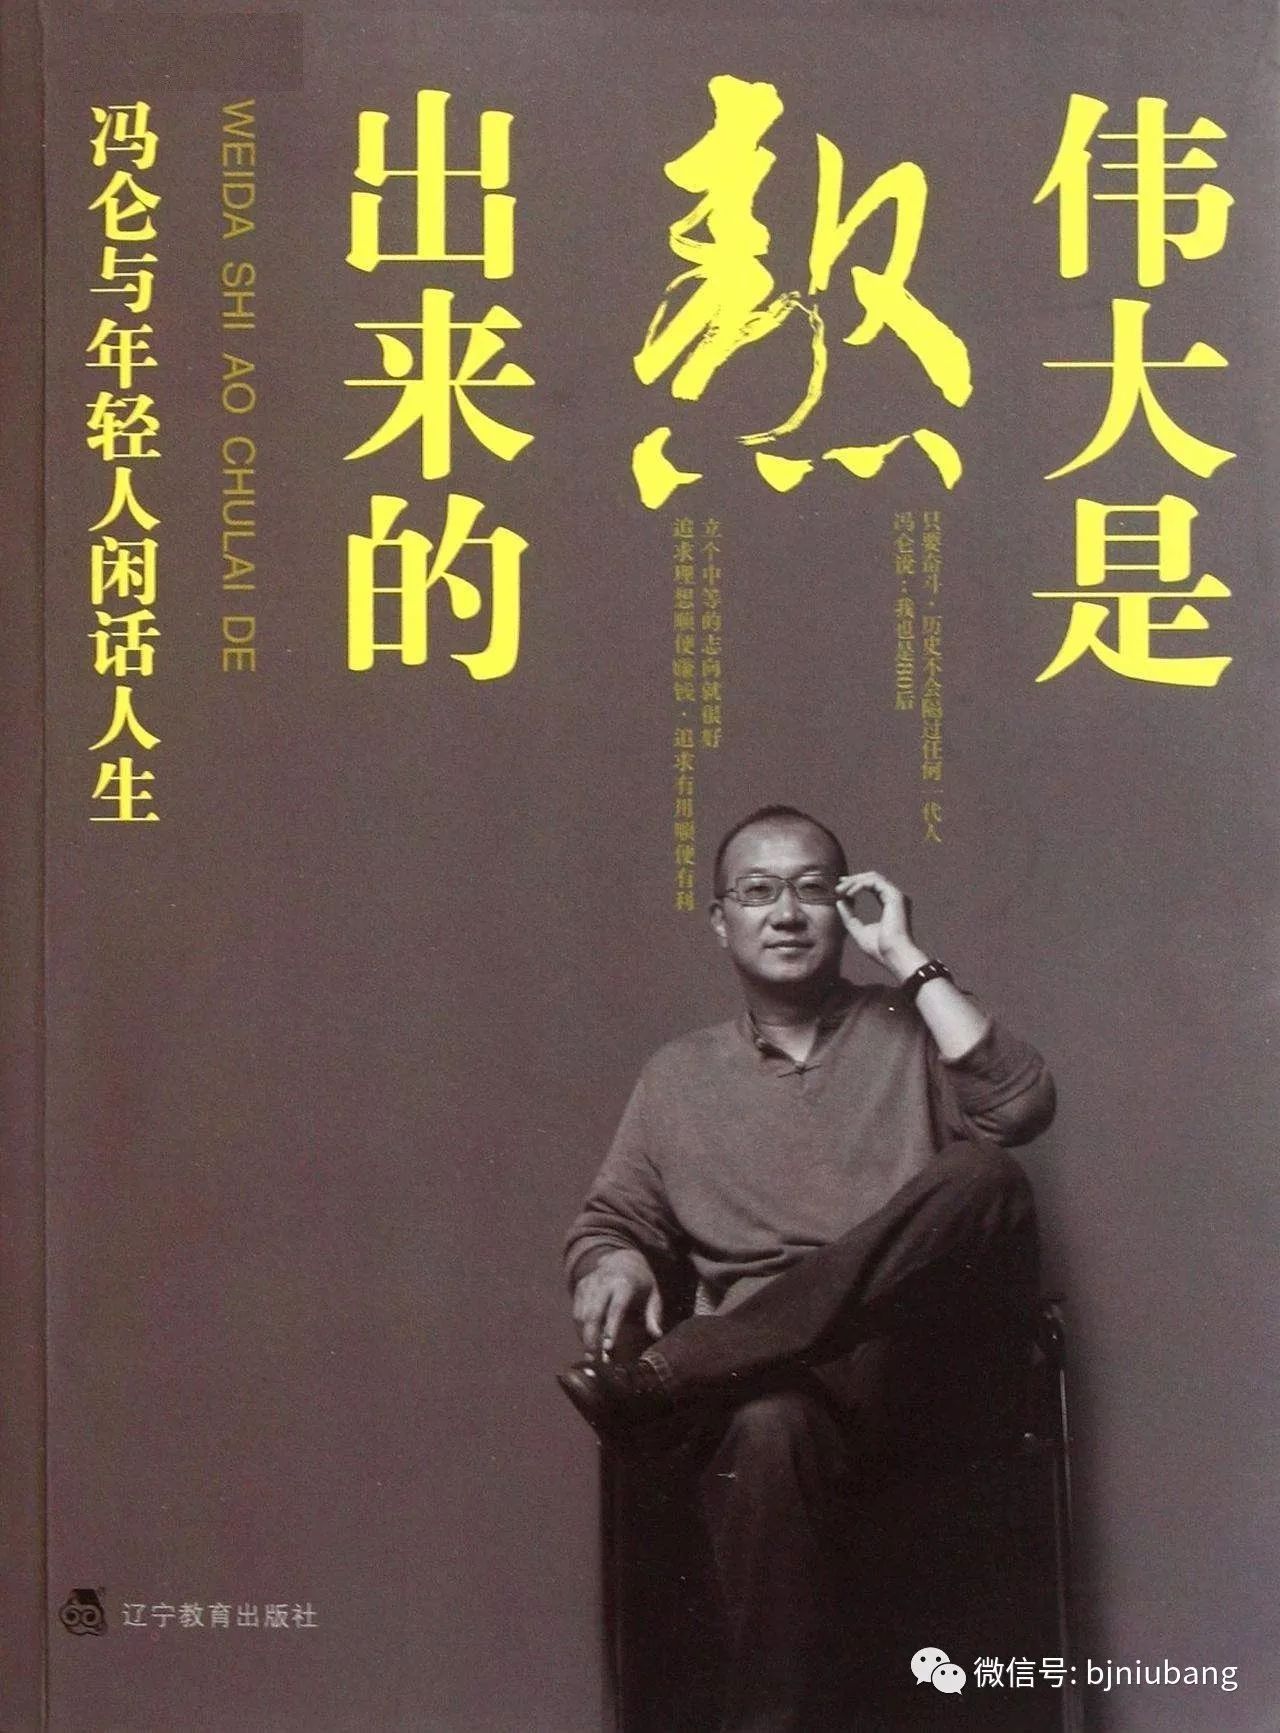 伟大是
熬
出来的
WEIDA SHI AO CHULAI DE
冯仑与年轻人闲话人生
只要奋斗·历史不会隔过任何一代人
冯仑说：我也是80后
立个中等的志向就很好
追求理想顺便赚钱·追求有用顺便有利
辽宁教育出版社
微信号: bjniubang